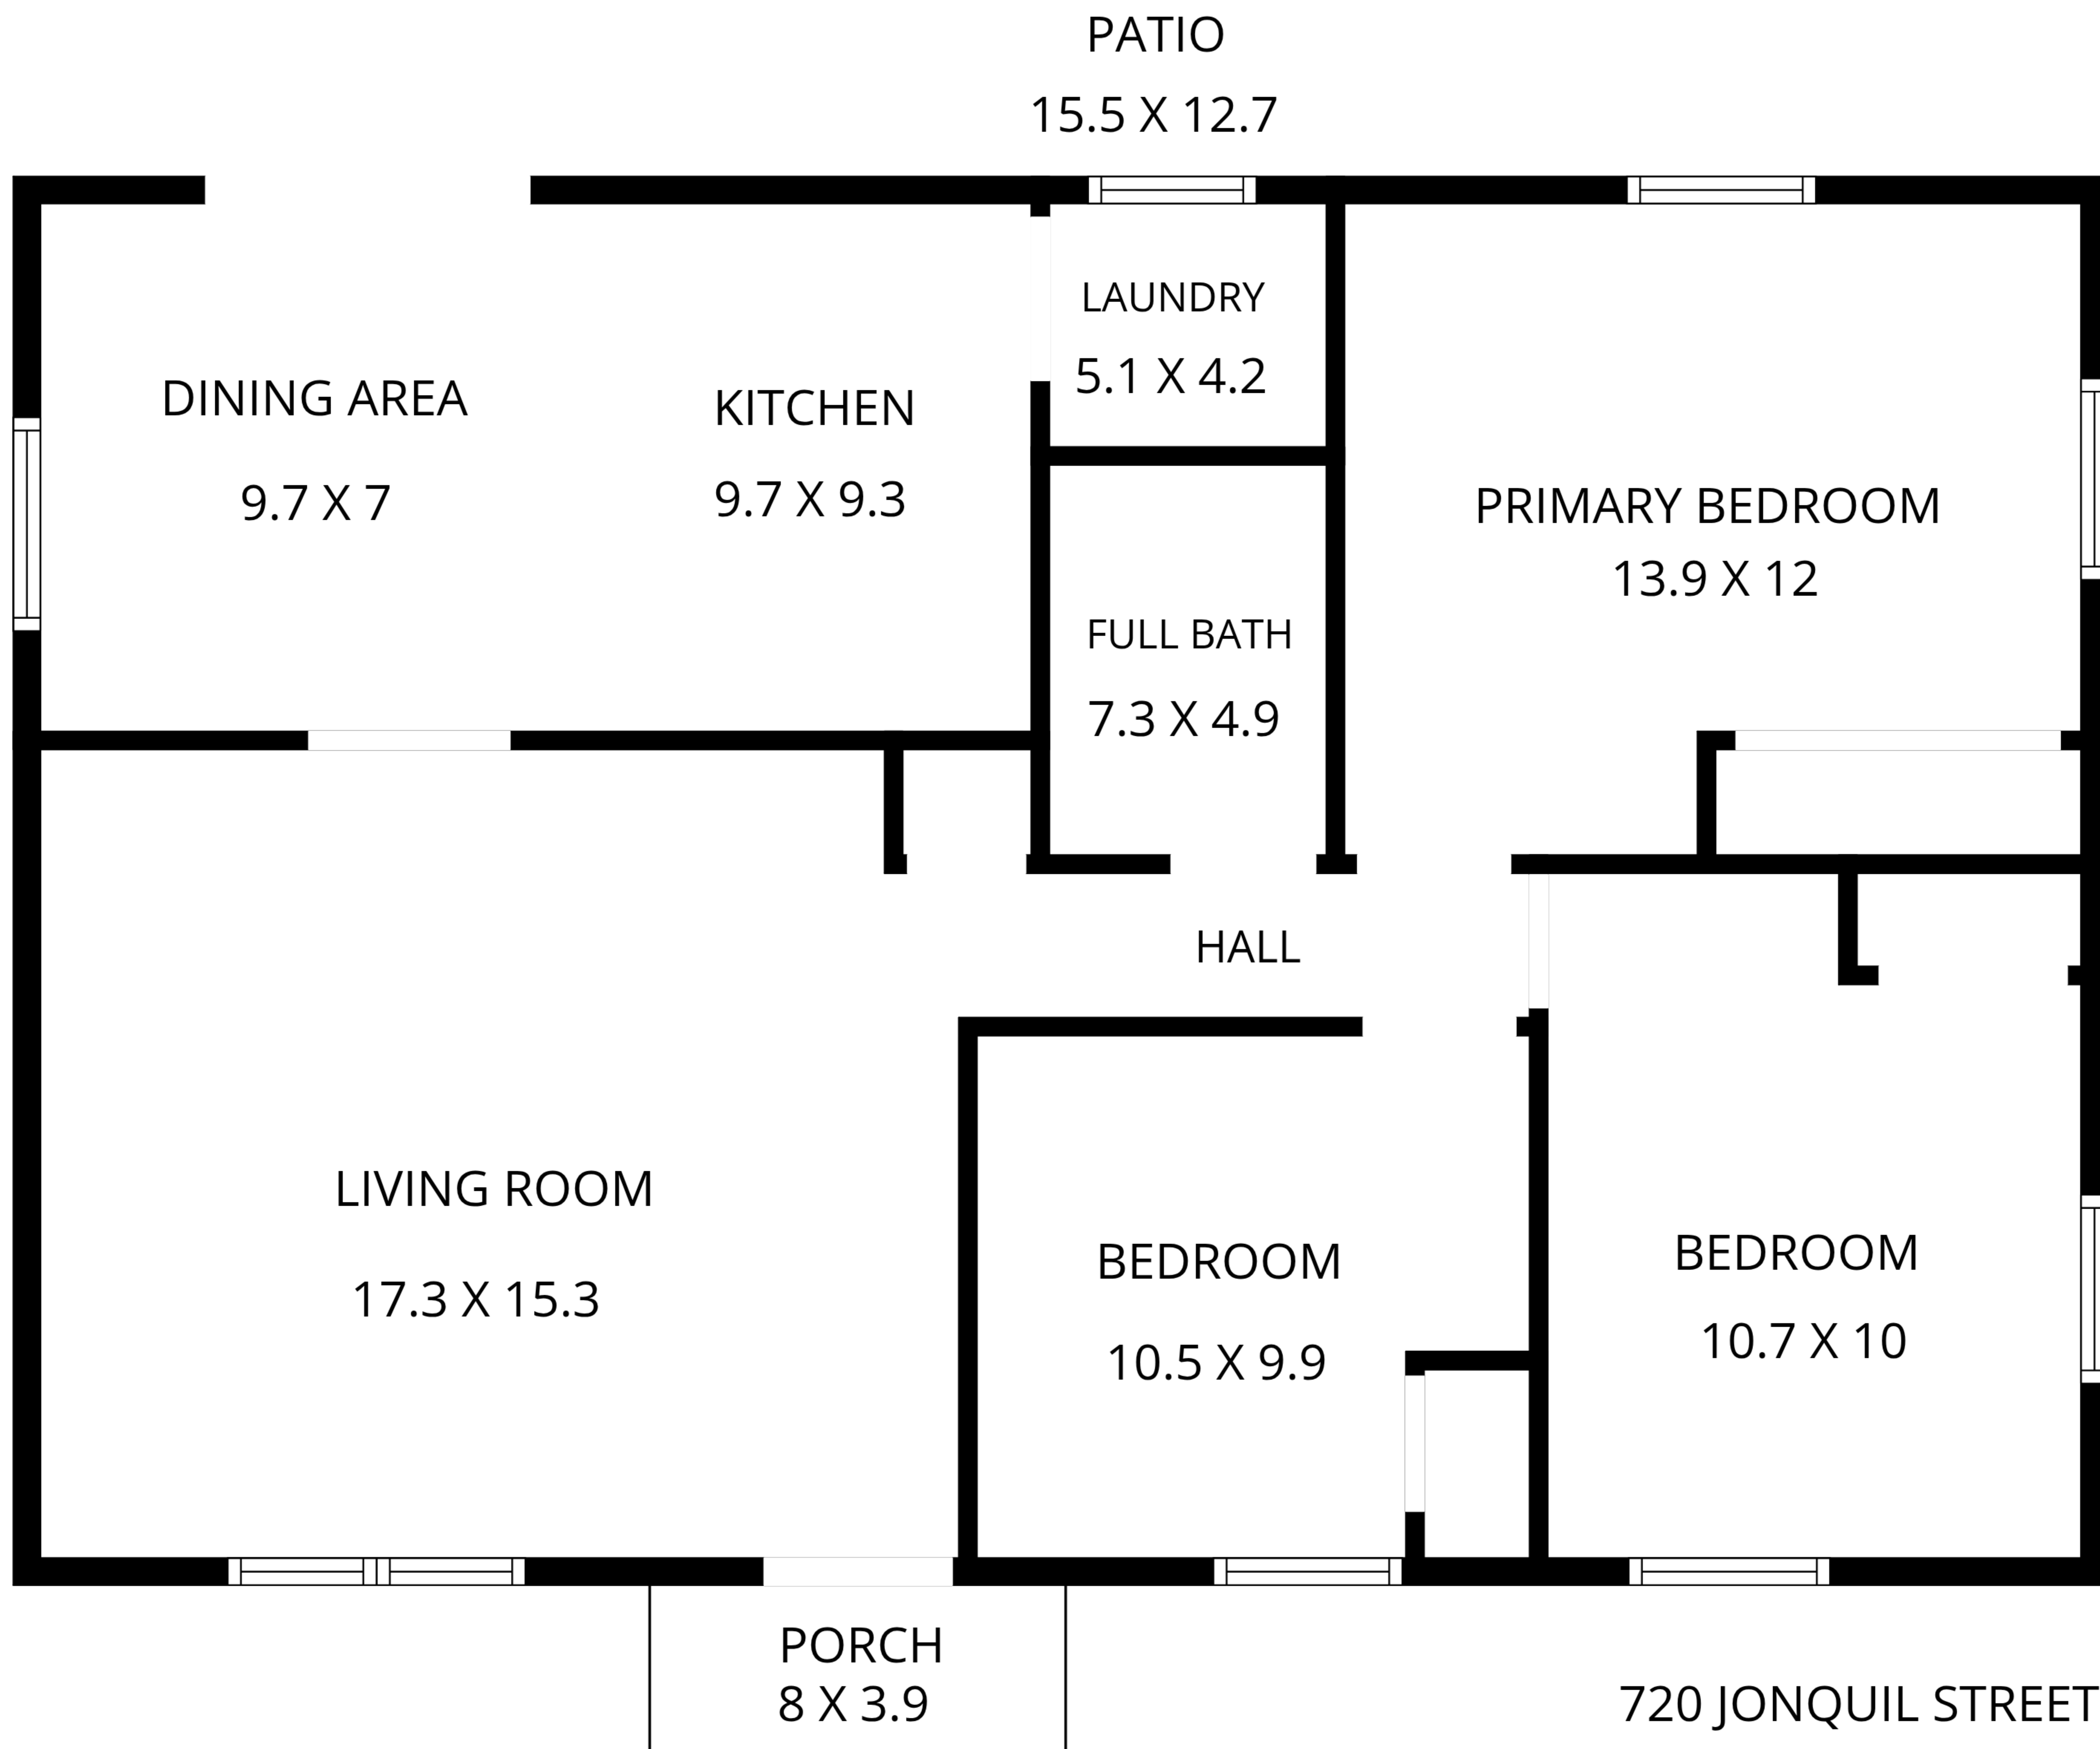 PATIO
15.5 X 12.7
LAUNDRY
5.1 X 4.2
DINING AREA
9.7 X 7
KITCHEN
9.7 X 9.3
PRIMARY BEDROOM
13.9 X 12
FULL BATH
7.3 X 4.9
HALL
LIVING ROOM
17.3 X 15.3
BEDROOM
10.5 X 9.9
BEDROOM
10.7 X 10
PORCH
8 X 3.9
720 JONQUIL STREET